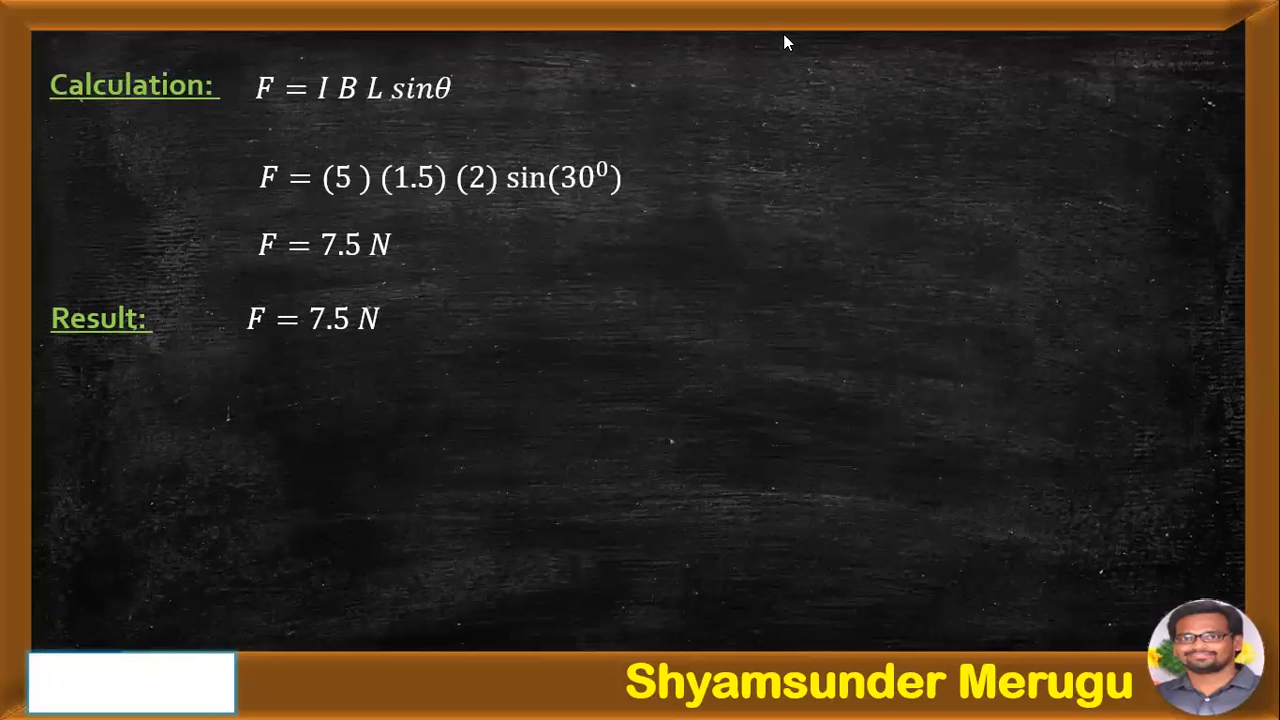 Calculation: F = I B L sinθ
F = (5 ) (1.5) (2) sin(30⁰)
F = 7.5 N
Result: F = 7.5 N
Shyamsunder Merugu